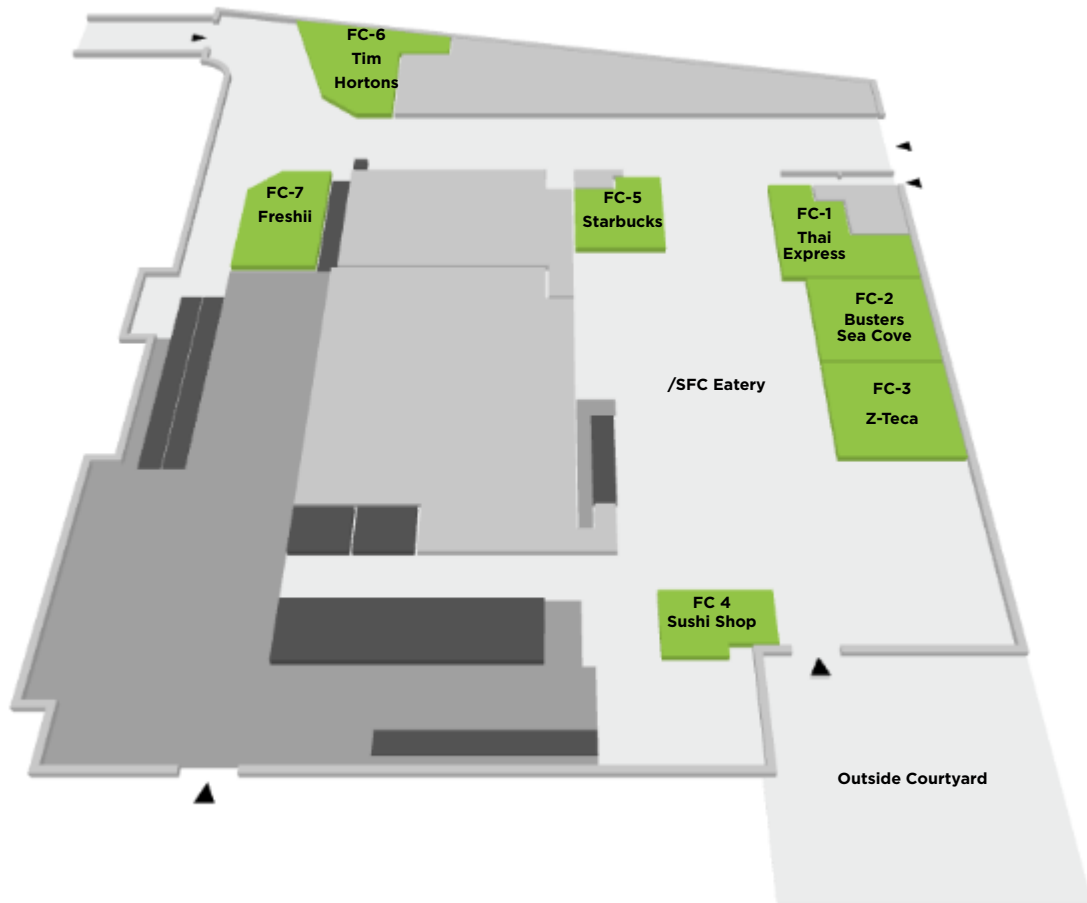 FC-6
Tim
Hortons
FC-7
Freshii
FC-5
Starbucks
FC-1
Thai
Express
FC-2
Busters
Sea Cove
/SFC Eatery
FC-3
Z-Teca
FC 4
Sushi Shop
Outside Courtyard